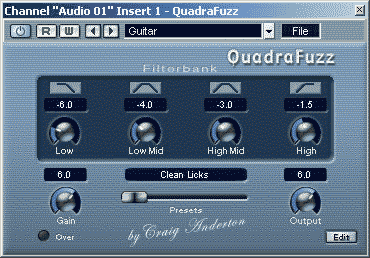 Channel "Audio 01" Insert 1 - QuadraFuzz
R W Guitar File
QuadraFuzz
Filterbank
-6.0 -4.0 -3.0 -1.5
Low Low Mid High Mid High
6.0 Clean Licks 6.0
Gain Presets Output
Over by Craig Anderton Edit